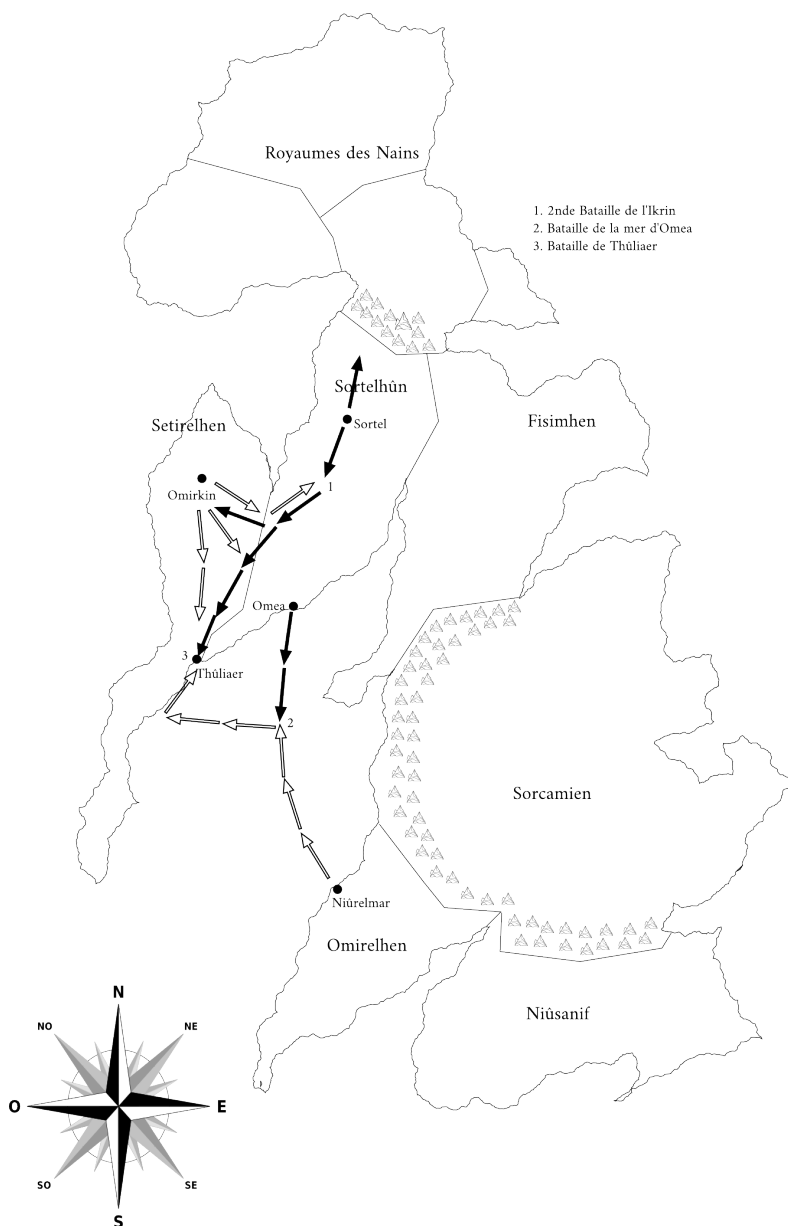 Royaumes des Nains
1. 2nde Bataille de l'Ikrin
2. Bataille de la mer d'Omea
3. Bataille de Thûliaer
Sortelhûn
Setirelhen
Sortel
Fisimhen
1
Omirkin
Omea
3
Thûliaer
2
Sorcamien
Niûrelmar
Omirelhen
Niûsanif
N
NO
NE
O
E
SO
SE
S